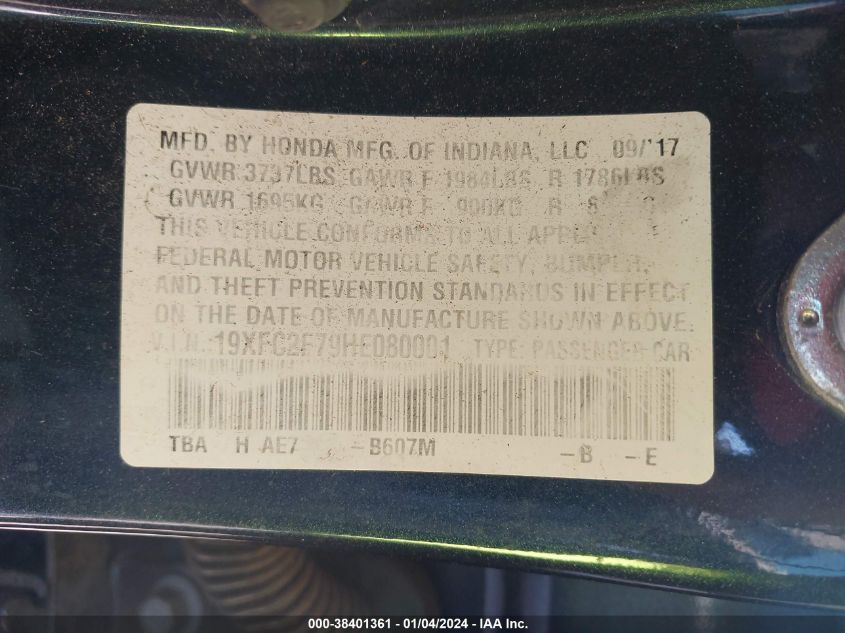 MFD. BY HONDA MFG. OF INDIANA, LLC 09/'17
GVWR 3737LBS GAWR F 1984LBS R 1786LBS
GVWR 1695KG GAWR F 900KG R 8
THIS VEHICLE CONFORMS TO ALL
FEDERAL MOTOR VEHICLE SAFETY, BUMPER,
AND THEFT PREVENTION STANDARDS IN EFFECT
ON THE DATE OF MANUFACTURE SHOWN ABOVE.
V.I.N.: 19XFC2F79HE080001 TYPE: PASSENGER CAR
TBA H AE7 -B607M -B -E
000-38401361 - 01/04/2024 - IAA Inc.